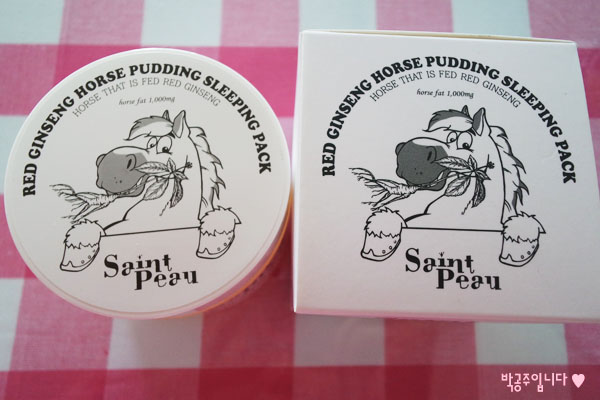 RED GINSENG HORSE PUDDING SLEEPING PACK
HORSE THAT IS FED RED GINSENG
horse fat 1,000mg
Saint
Peau
RED GINSENG HORSE PUDDING SLEEPING PACK
HORSE THAT IS FED RED GINSENG
horse fat 1,000mg
Saint
Peau
박공주입니다 ♥